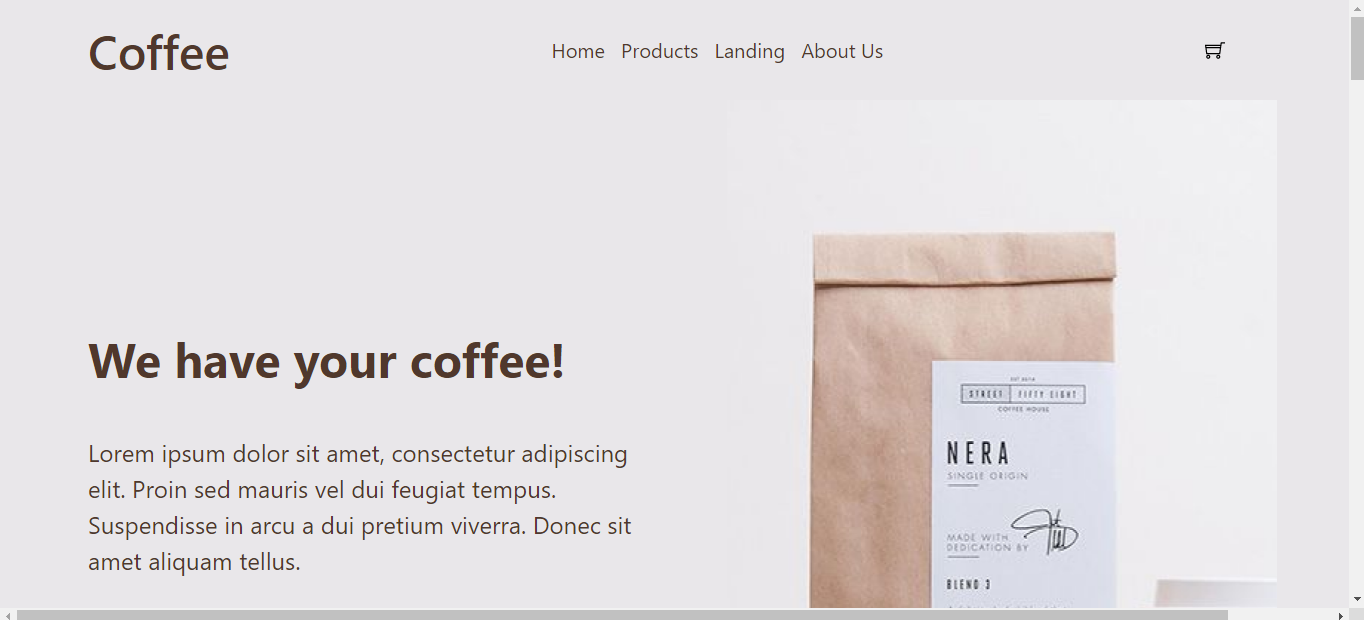 Coffee
Home Products Landing About Us
We have your coffee!
Lorem ipsum dolor sit amet, consectetur adipiscing
elit. Proin sed mauris vel dui feugiat tempus.
Suspendisse in arcu a dui pretium viverra. Donec sit
amet aliquam tellus.
STREET FIFTY EIGHT
COFFEE HOUSE
NERA
SINGLE ORIGIN
MADE WITH
DEDICATION BY
BLEND 3